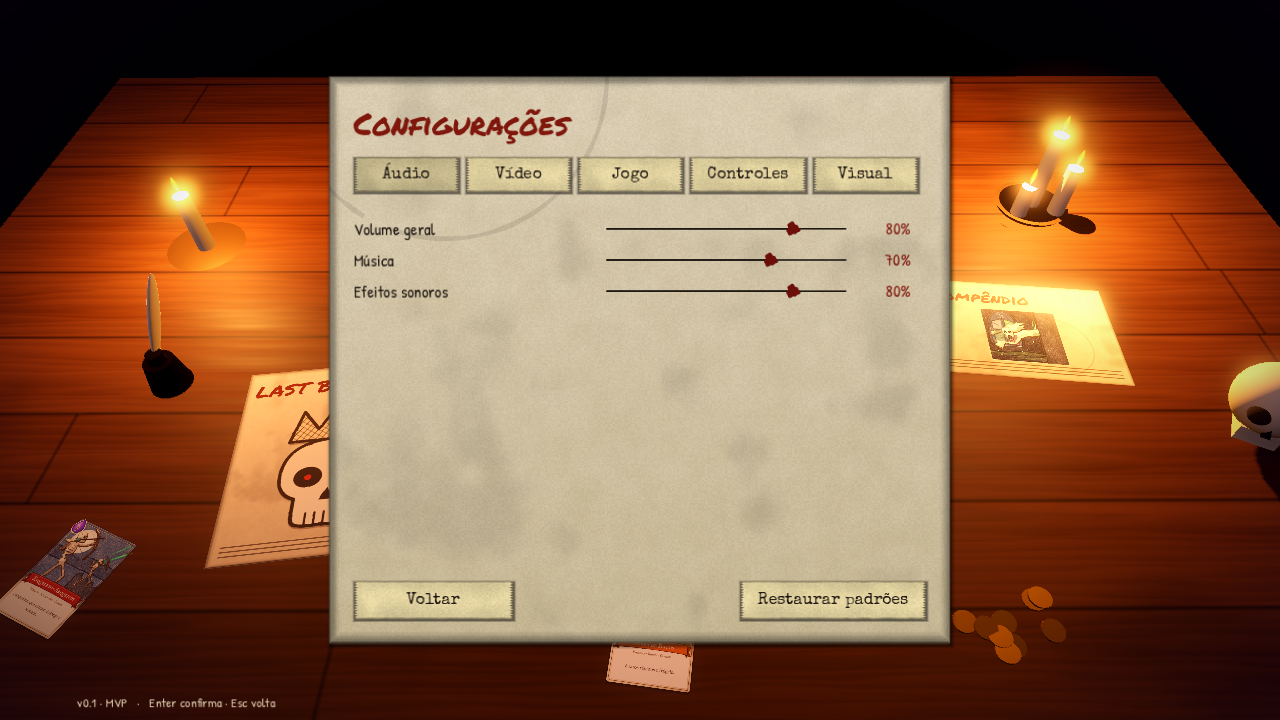 Configurações
Áudio
Vídeo
Jogo
Controles
Visual
Volume geral 80%
Música 70%
Efeitos sonoros 80%
MPÊNDIO
LAST B
Voltar
Restaurar padrões
v0.1 · MVP · Enter confirma · Esc volta